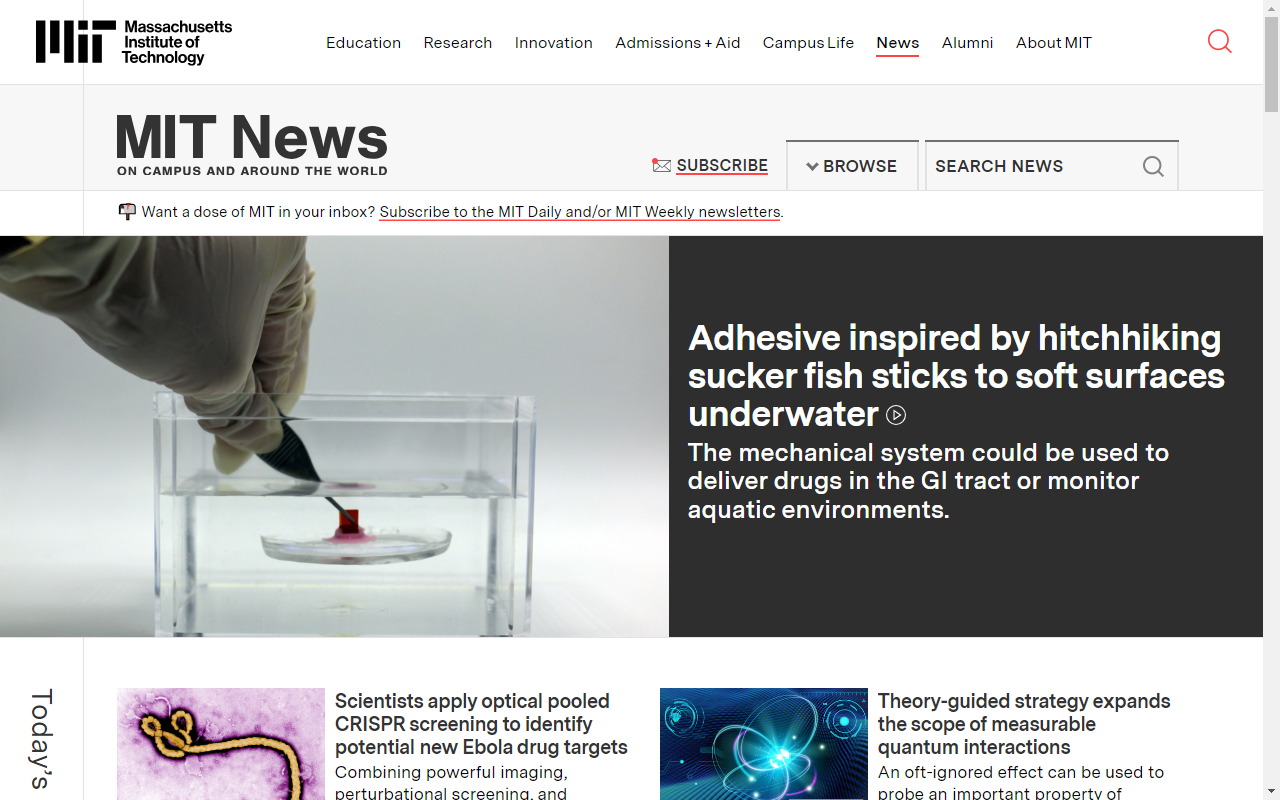 Massachusetts
Institute of
Technology
Education Research Innovation Admissions + Aid Campus Life News Alumni About MIT
MIT News
ON CAMPUS AND AROUND THE WORLD
SUBSCRIBE
BROWSE
SEARCH NEWS
Want a dose of MIT in your inbox? Subscribe to the MIT Daily and/or MIT Weekly newsletters.
Adhesive inspired by hitchhiking
sucker fish sticks to soft surfaces
underwater
The mechanical system could be used to
deliver drugs in the GI tract or monitor
aquatic environments.
Today's
Scientists apply optical pooled
CRISPR screening to identify
potential new Ebola drug targets
Combining powerful imaging,
perturbational screening, and
Theory-guided strategy expands
the scope of measurable
quantum interactions
An oft-ignored effect can be used to
probe an important property of